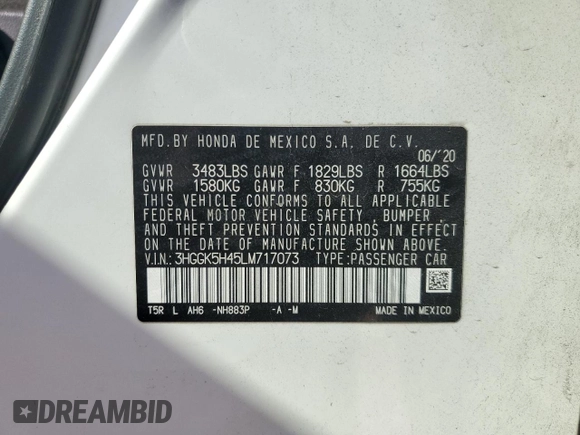 MFD.BY HONDA DE MEXICO S.A. DE C.V.
06/'20
GVWR 3483LBS GAWR F 1829LBS R 1664LBS
GVWR 1580KG GAWR F 830KG R 755KG
THIS VEHICLE CONFORMS TO ALL APPLICABLE
FEDERAL MOTOR VEHICLE SAFETY , BUMPER ,
AND THEFT PREVENTION STANDARDS IN EFFECT
ON THE DATE OF MANUFACTURE SHOWN ABOVE.
V.I.N: 3HGGK5H45LM717073 TYPE:PASSENGER CAR
T5R L AH6 -NH883P -A -M MADE IN MEXICO
DREAMBID